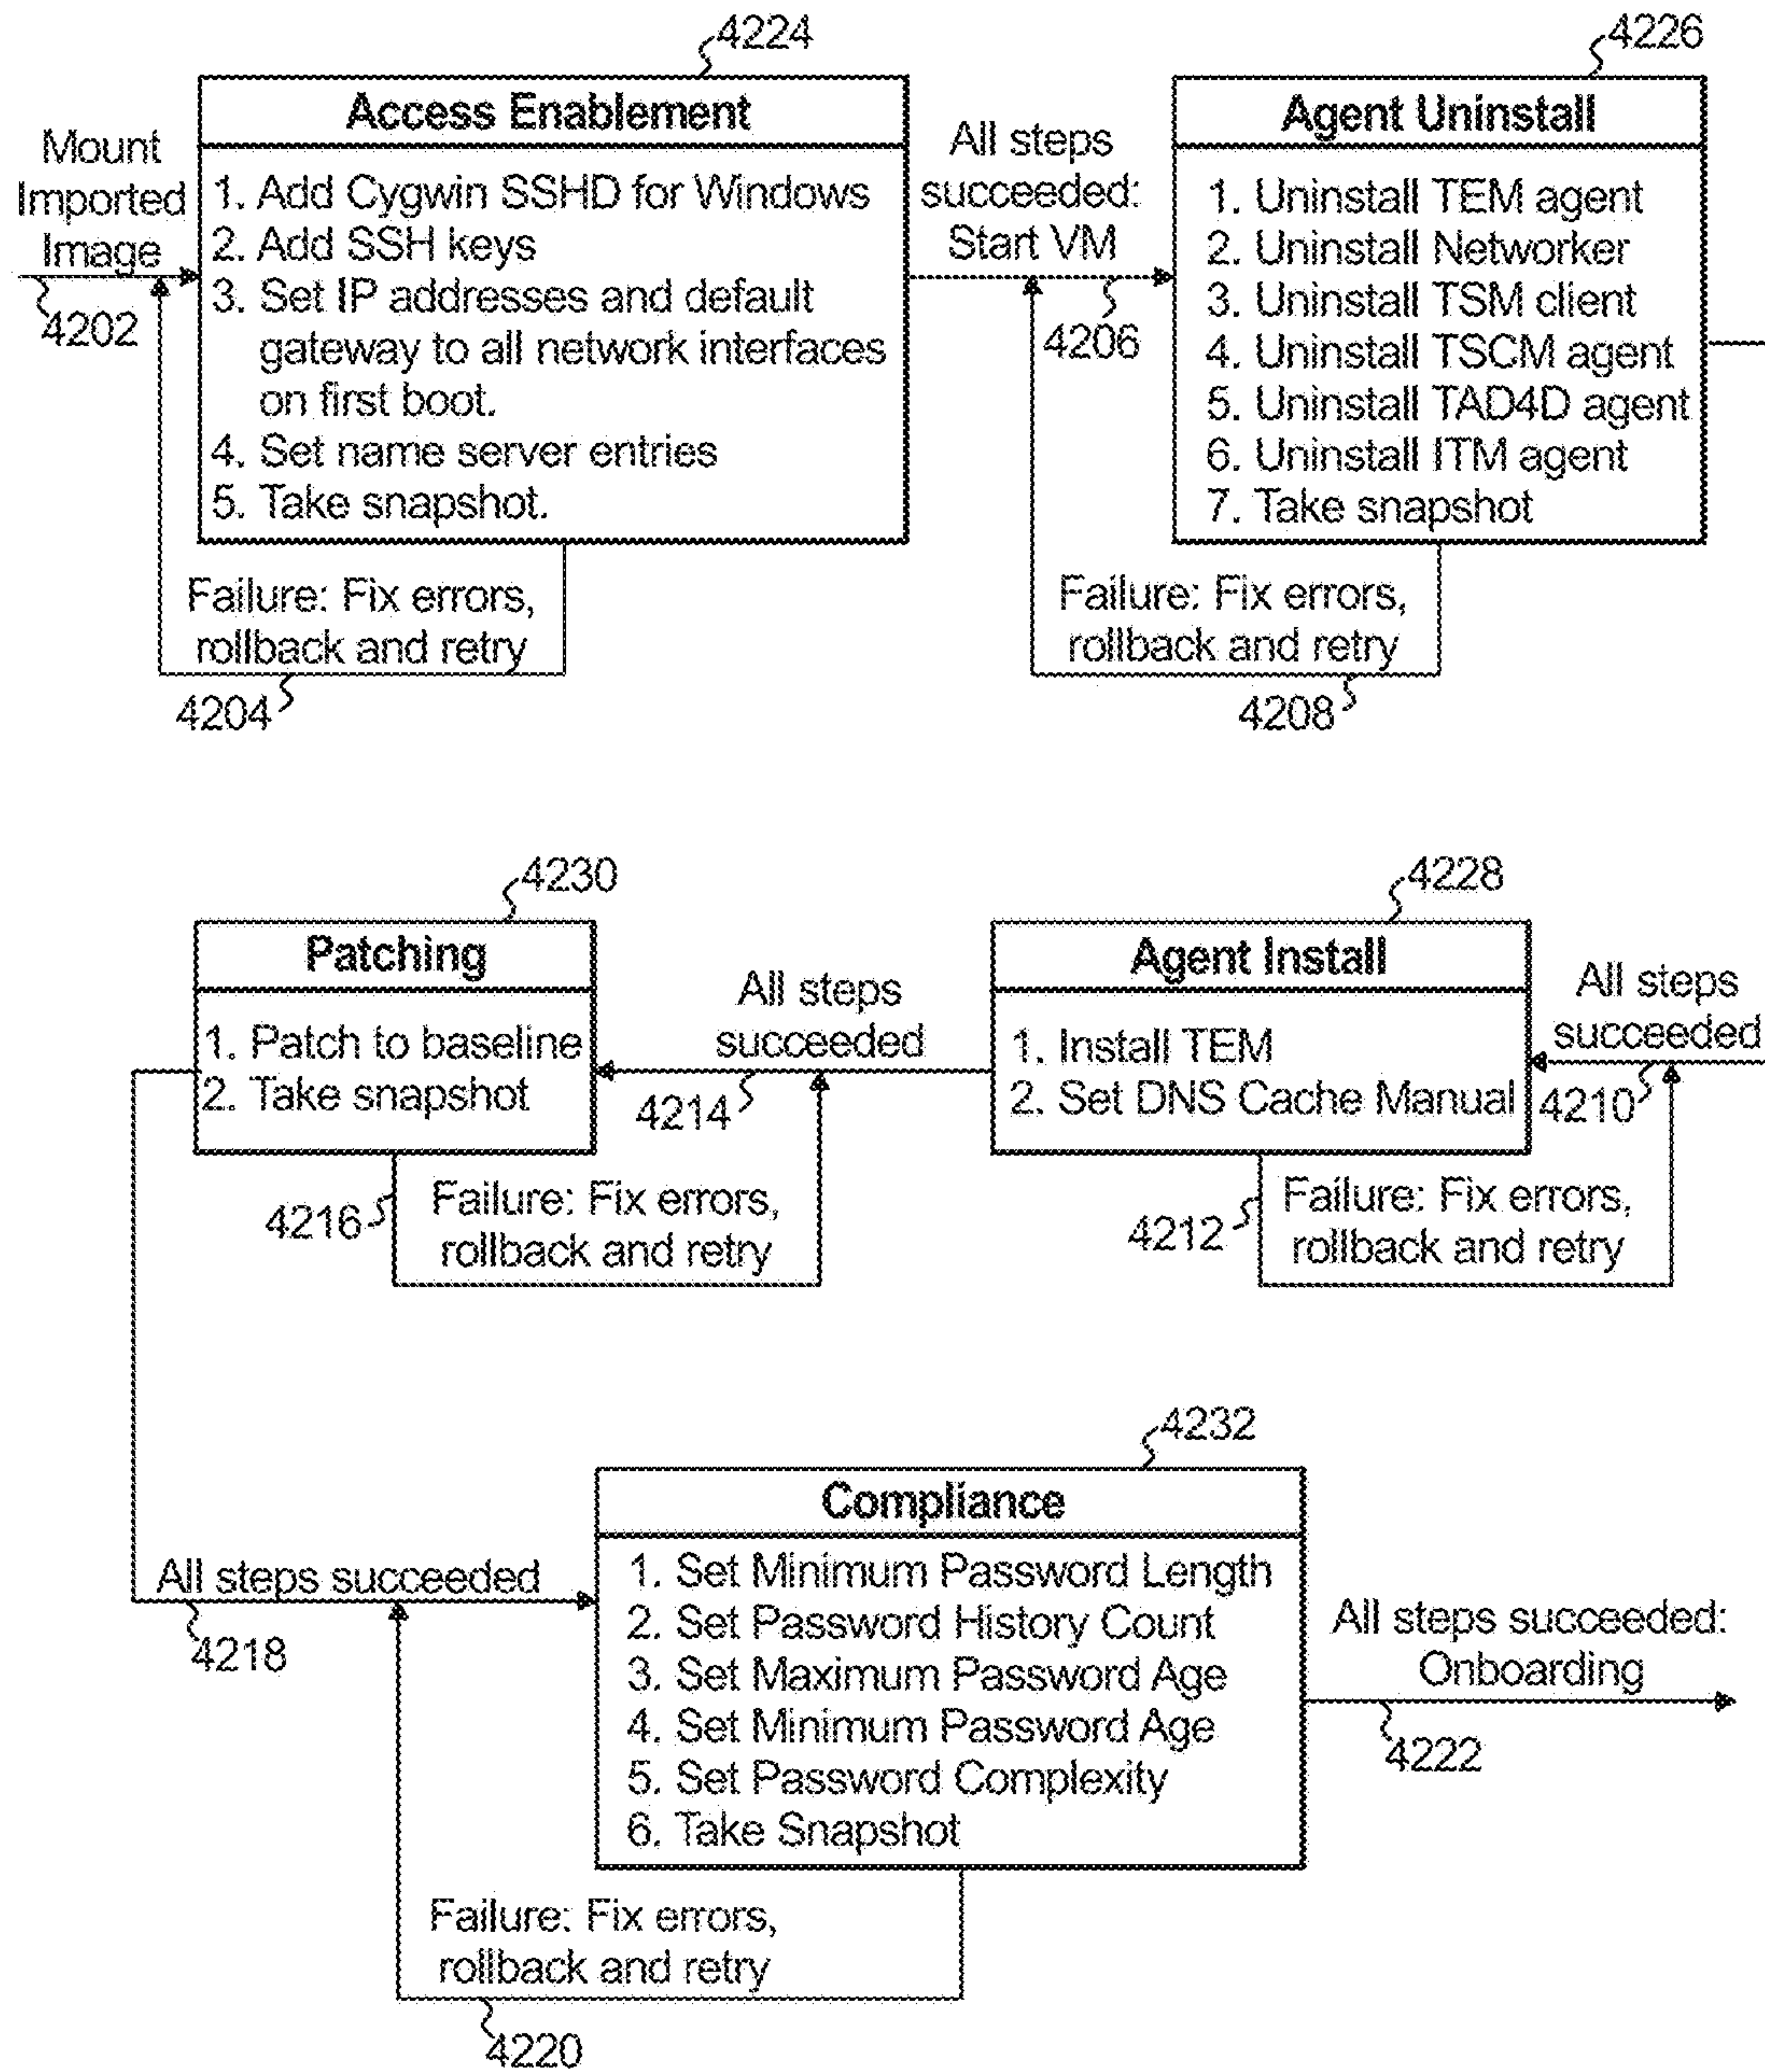 4224
Access Enablement
Mount
Imported
Image
4202
1. Add Cygwin SSHD for Windows
2. Add SSH keys
3. Set IP addresses and default
gateway to all network interfaces
on first boot.
4. Set name server entries
5. Take snapshot.
Failure: Fix errors,
rollback and retry
4204
All steps
succeeded:
Start VM
4206
4226
Agent Uninstall
1. Uninstall TEM agent
2. Uninstall Networker
3. Uninstall TSM client
4. Uninstall TSCM agent
5. Uninstall TAD4D agent
6. Uninstall ITM agent
7. Take snapshot
Failure: Fix errors,
rollback and retry
4208
All steps
succeeded
4210
4228
Agent Install
1. Install TEM
2. Set DNS Cache Manual
4212
Failure: Fix errors,
rollback and retry
All steps
succeeded
4214
4230
Patching
1. Patch to baseline
2. Take snapshot
4216
Failure: Fix errors,
rollback and retry
All steps succeeded
4218
4232
Compliance
1. Set Minimum Password Length
2. Set Password History Count
3. Set Maximum Password Age
4. Set Minimum Password Age
5. Set Password Complexity
6. Take Snapshot
Failure: Fix errors,
rollback and retry
4220
All steps succeeded:
Onboarding
4222